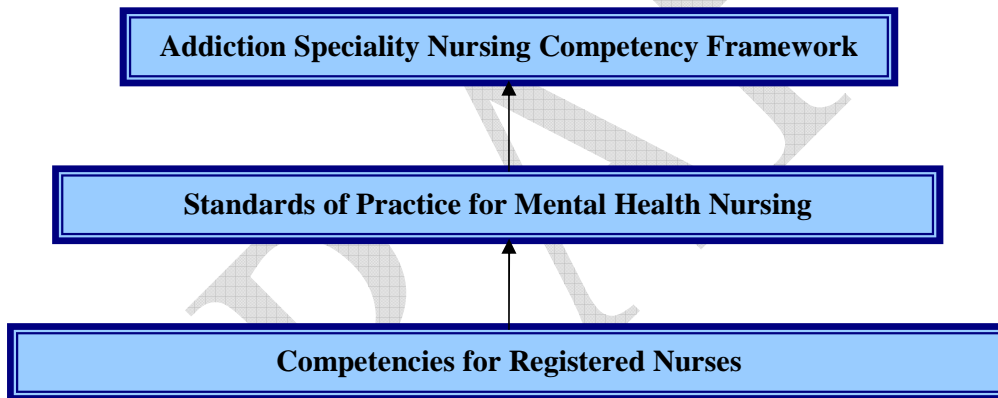 Addiction Speciality Nursing Competency Framework
Standards of Practice for Mental Health Nursing
Competencies for Registered Nurses